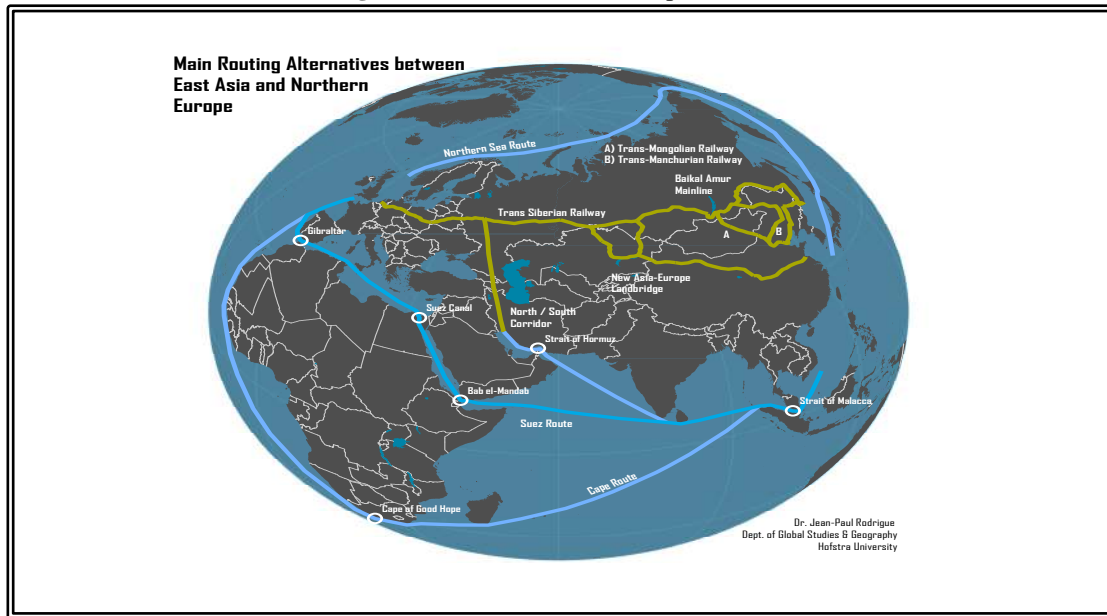 Main Routing Alternatives between
East Asia and Northern
Europe
Northern Sea Route
A) Trans-Mongolian Railway
B) Trans-Manchurian Railway
Baikal Amur
Mainline
Trans Siberian Railway
A
B
Gibraltar
New Asia-Europe
Landbridge
North / South
Corridor
Suez Canal
Strait of Hormuz
Bab el-Mandab
Strait of Malacca
Suez Route
Cape Route
Cape of Good Hope
Dr. Jean-Paul Rodrigue
Dept. of Global Studies & Geography
Hofstra University